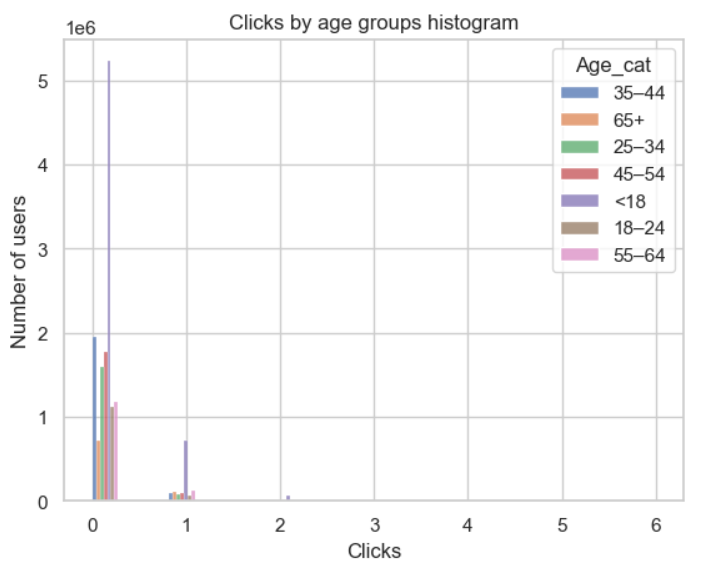 Clicks by age groups histogram
1e6
Age_cat
35–44
65+
25–34
45–54
<18
18–24
55–64
5
4
3
2
1
0
Number of users
0 1 2 3 4 5 6
Clicks